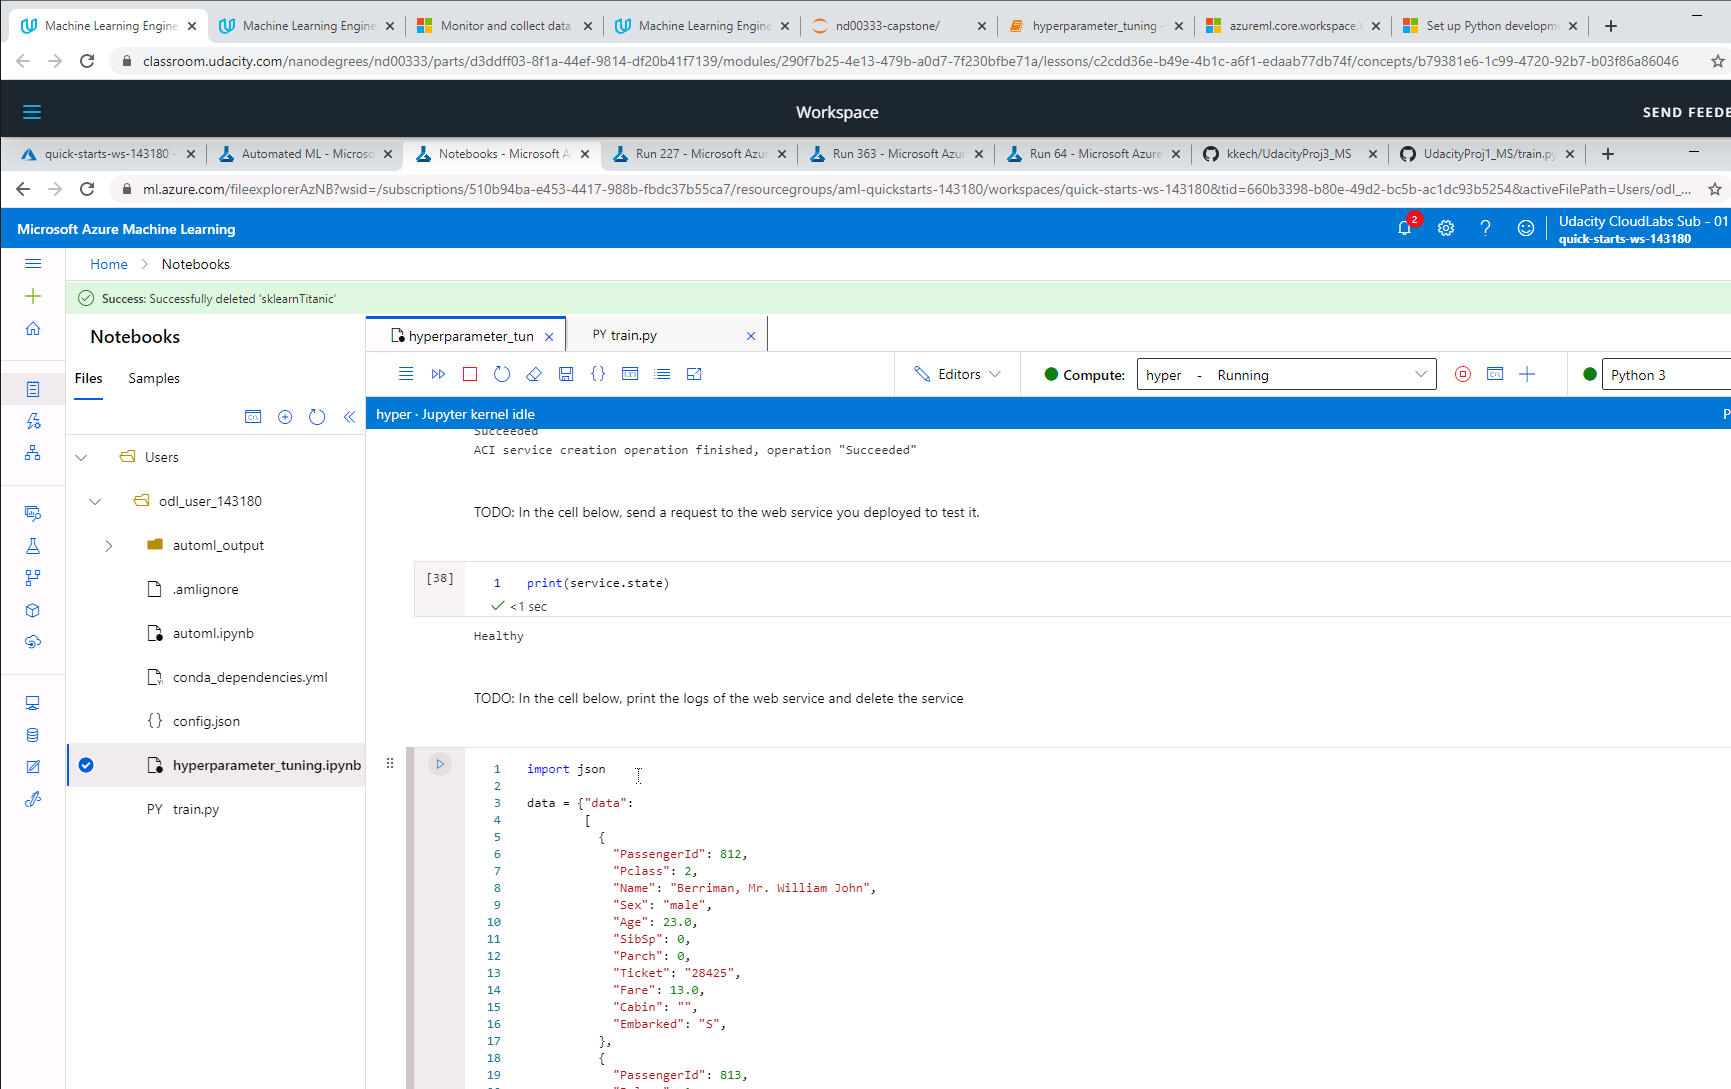 Machine Learning Engine
Machine Learning Engine
Monitor and collect data
Machine Learning Engine
nd00333-capstone/
hyperparameter_tuning -
azureml.core.workspace.
Set up Python developm
classroom.udacity.com/nanodegrees/nd00333/parts/d3ddff03-8f1a-44ef-9814-df20b41f7139/modules/290f7b25-4e13-479b-a0d7-7f230bfbe71a/lessons/c2cdd36e-b49e-4b1c-a6f1-edaab77db74f/concepts/b79381e6-1c99-4720-92b7-b03f86a86046
Workspace
SEND FEEDB
quick-starts-ws-143180 -
Automated ML - Microso
Notebooks - Microsoft A
Run 227 - Microsoft Azur
Run 363 - Microsoft Azur
Run 64 - Microsoft Azure
kkech/UdacityProj3_MS
UdacityProj1_MS/train.py
ml.azure.com/fileexplorerAzNB?wsid=/subscriptions/510b94ba-e453-4417-988b-fbdc37b55ca7/resourcegroups/aml-quickstarts-143180/workspaces/quick-starts-ws-143180&tid=660b3398-b80e-49d2-bc5b-ac1dc93b5254&activeFilePath=Users/odl_...
Microsoft Azure Machine Learning
2
Udacity CloudLabs Sub - 01
quick-starts-ws-143180
Home > Notebooks
Success: Successfully deleted 'sklearnTitanic'
Notebooks
Files
Samples
hyperparameter_tun
PY train.py
Editors
Compute:
hyper - Running
Python 3
hyper · Jupyter kernel idle
P
Users
odl_user_143180
automl_output
.amlignore
automl.ipynb
conda_dependencies.yml
{} config.json
hyperparameter_tuning.ipynb
PY train.py
Succeeded
ACI service creation operation finished, operation "Succeeded"
TODO: In the cell below, send a request to the web service you deployed to test it.
[38]
1 print(service.state)
<1 sec
Healthy
TODO: In the cell below, print the logs of the web service and delete the service
1 import json
2
3 data = {"data":
4 [
5 {
6 "PassengerId": 812,
7 "Pclass": 2,
8 "Name": "Berriman, Mr. William John",
9 "Sex": "male",
10 "Age": 23.0,
11 "SibSp": 0,
12 "Parch": 0,
13 "Ticket": "28425",
14 "Fare": 13.0,
15 "Cabin": "",
16 "Embarked": "S",
17 },
18 {
19 "PassengerId": 813,